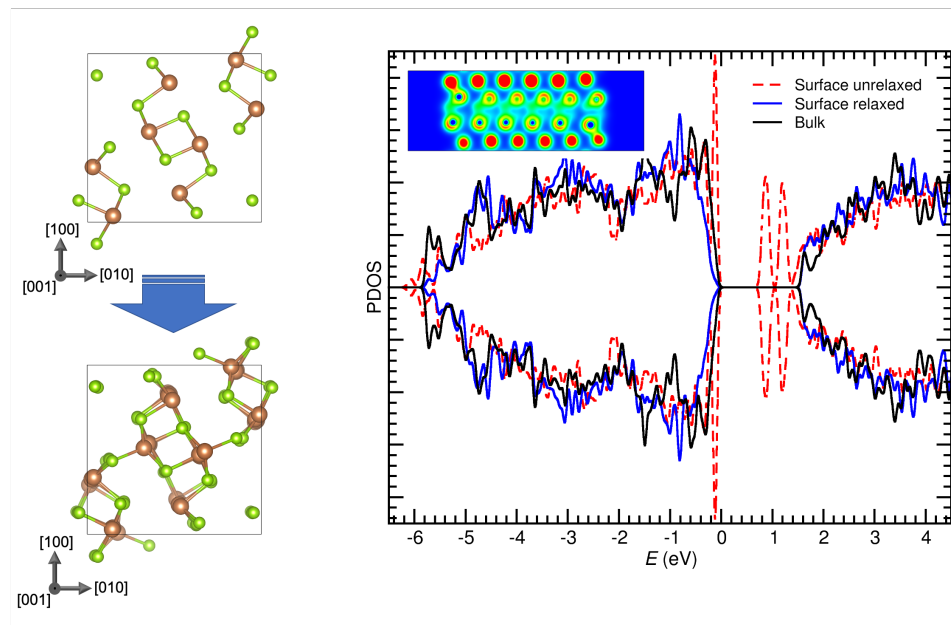 [100]
[001]
[010]
[100]
[001]
[010]
Surface unrelaxed
Surface relaxed
Bulk
PDOS
-6 -5 -4 -3 -2 -1 0 1 2 3 4
E (eV)